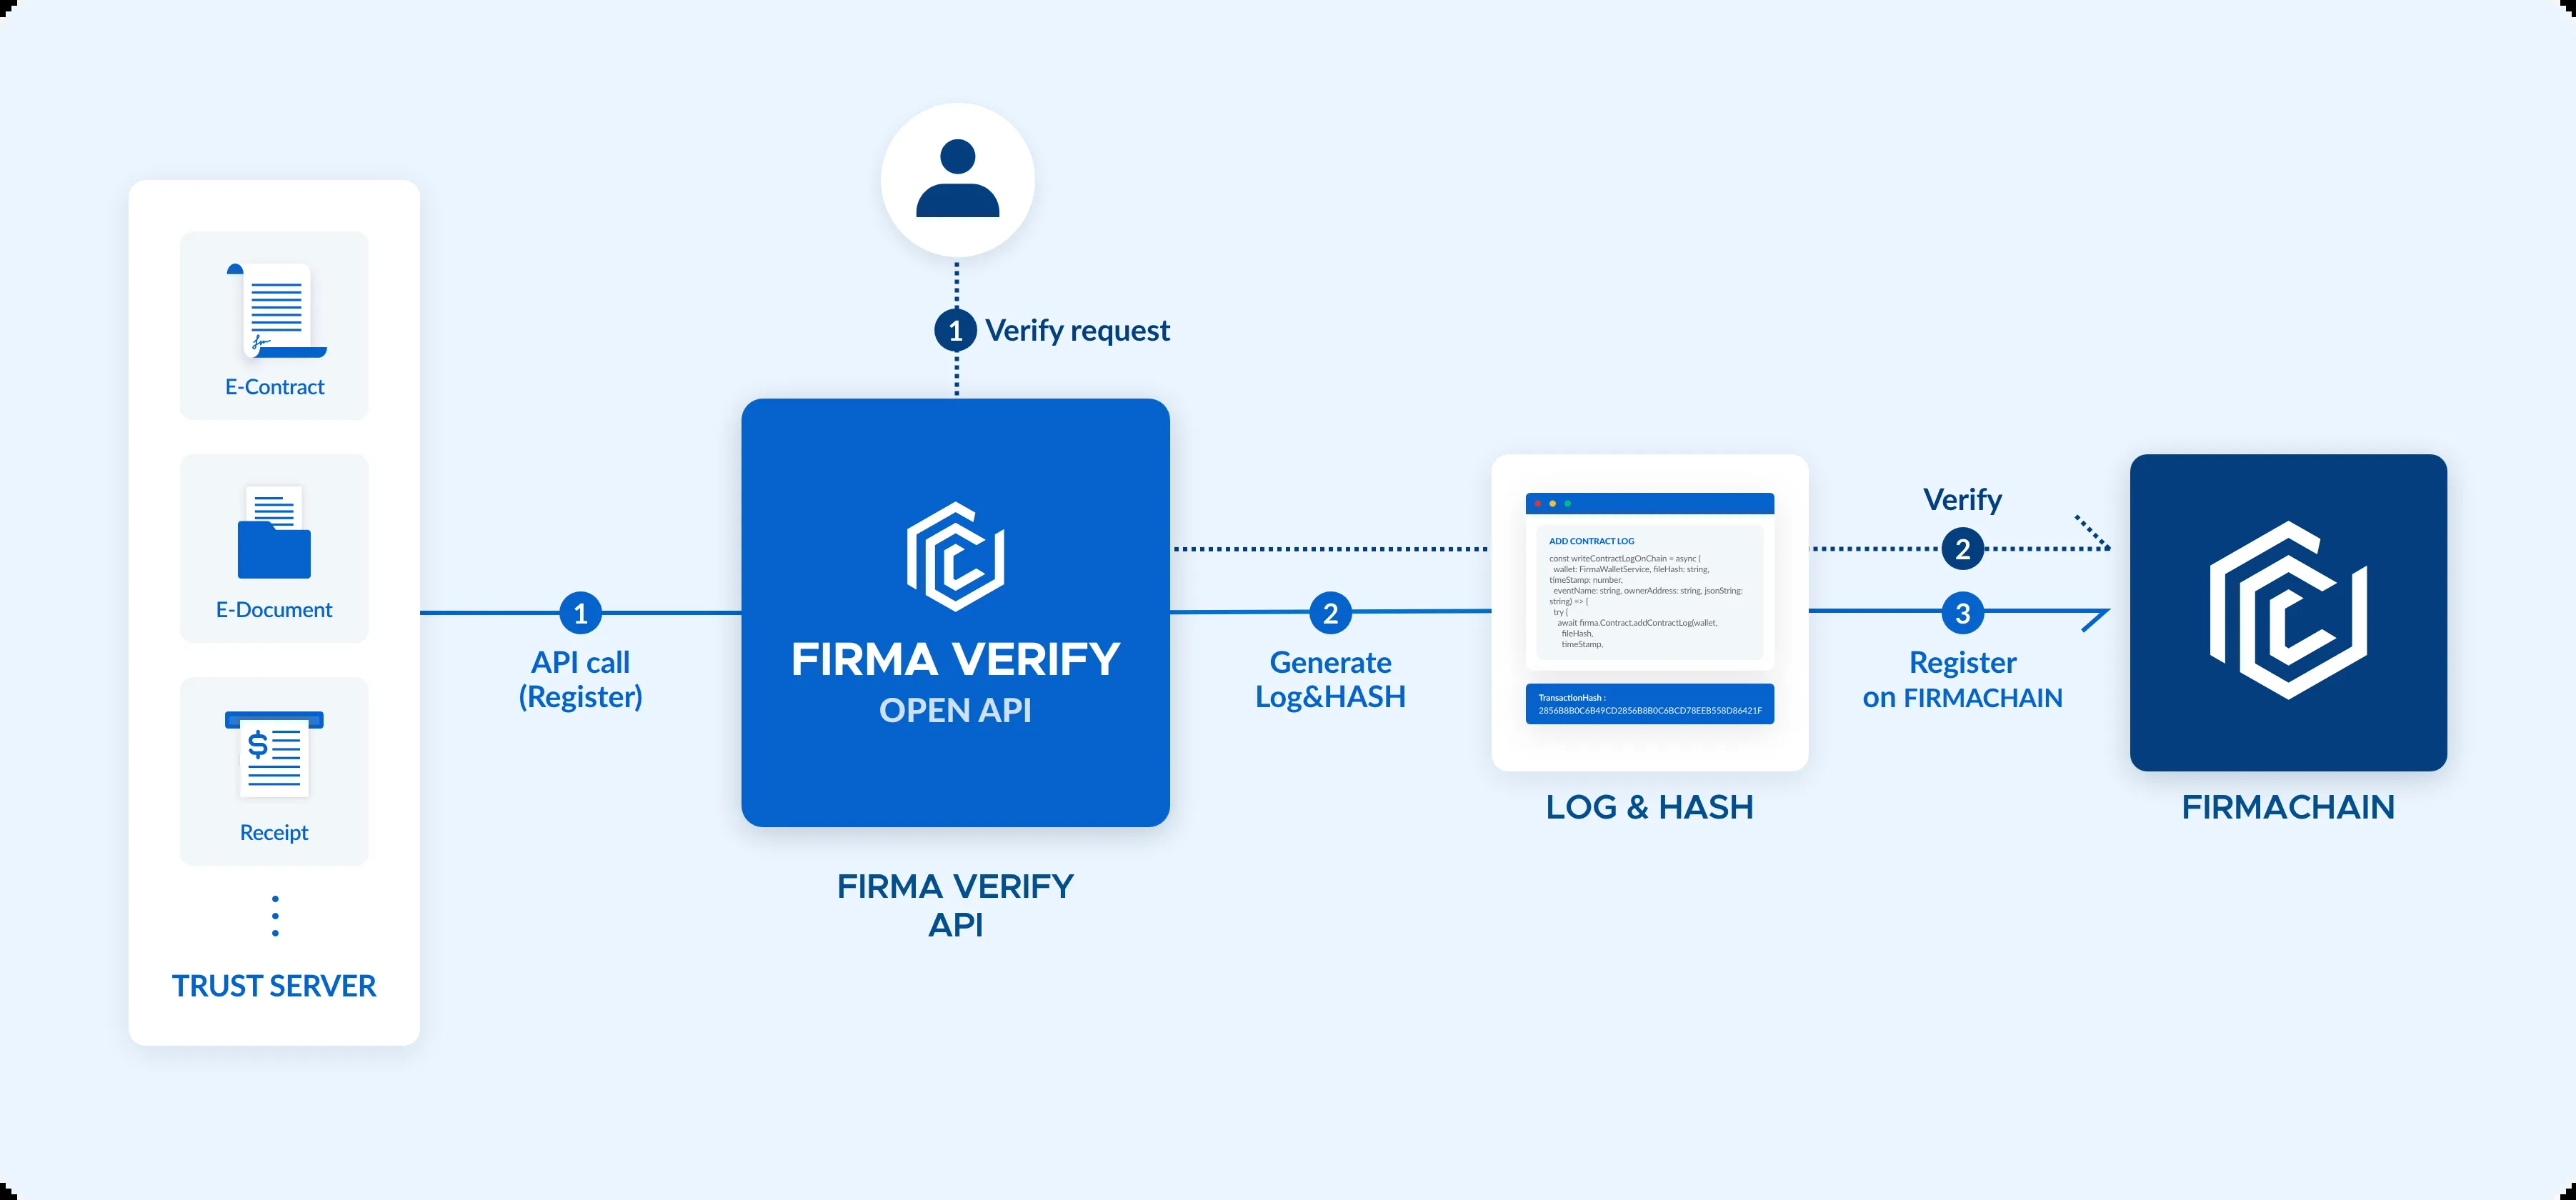 E-Contract
E-Document
$
Receipt
TRUST SERVER
1
API call
(Register)
1 Verify request
FIRMA VERIFY
OPEN API
FIRMA VERIFY
API
2
Generate
Log&HASH
ADD CONTRACT LOG
const writeContractLogOnChain = async (
wallet: FirmaWalletService, fileHash: string,
timeStamp: number,
eventName: string, ownerAddress: string, jsonString:
string) => {
try {
await firma.Contract.addContractLog(wallet,
fileHash,
timeStamp,
TransactionHash :
2856B8B0C6B49CD2856B8B0C6BCD78EEB558D86421F
LOG & HASH
Verify
2
3
Register
on FIRMACHAIN
FIRMACHAIN